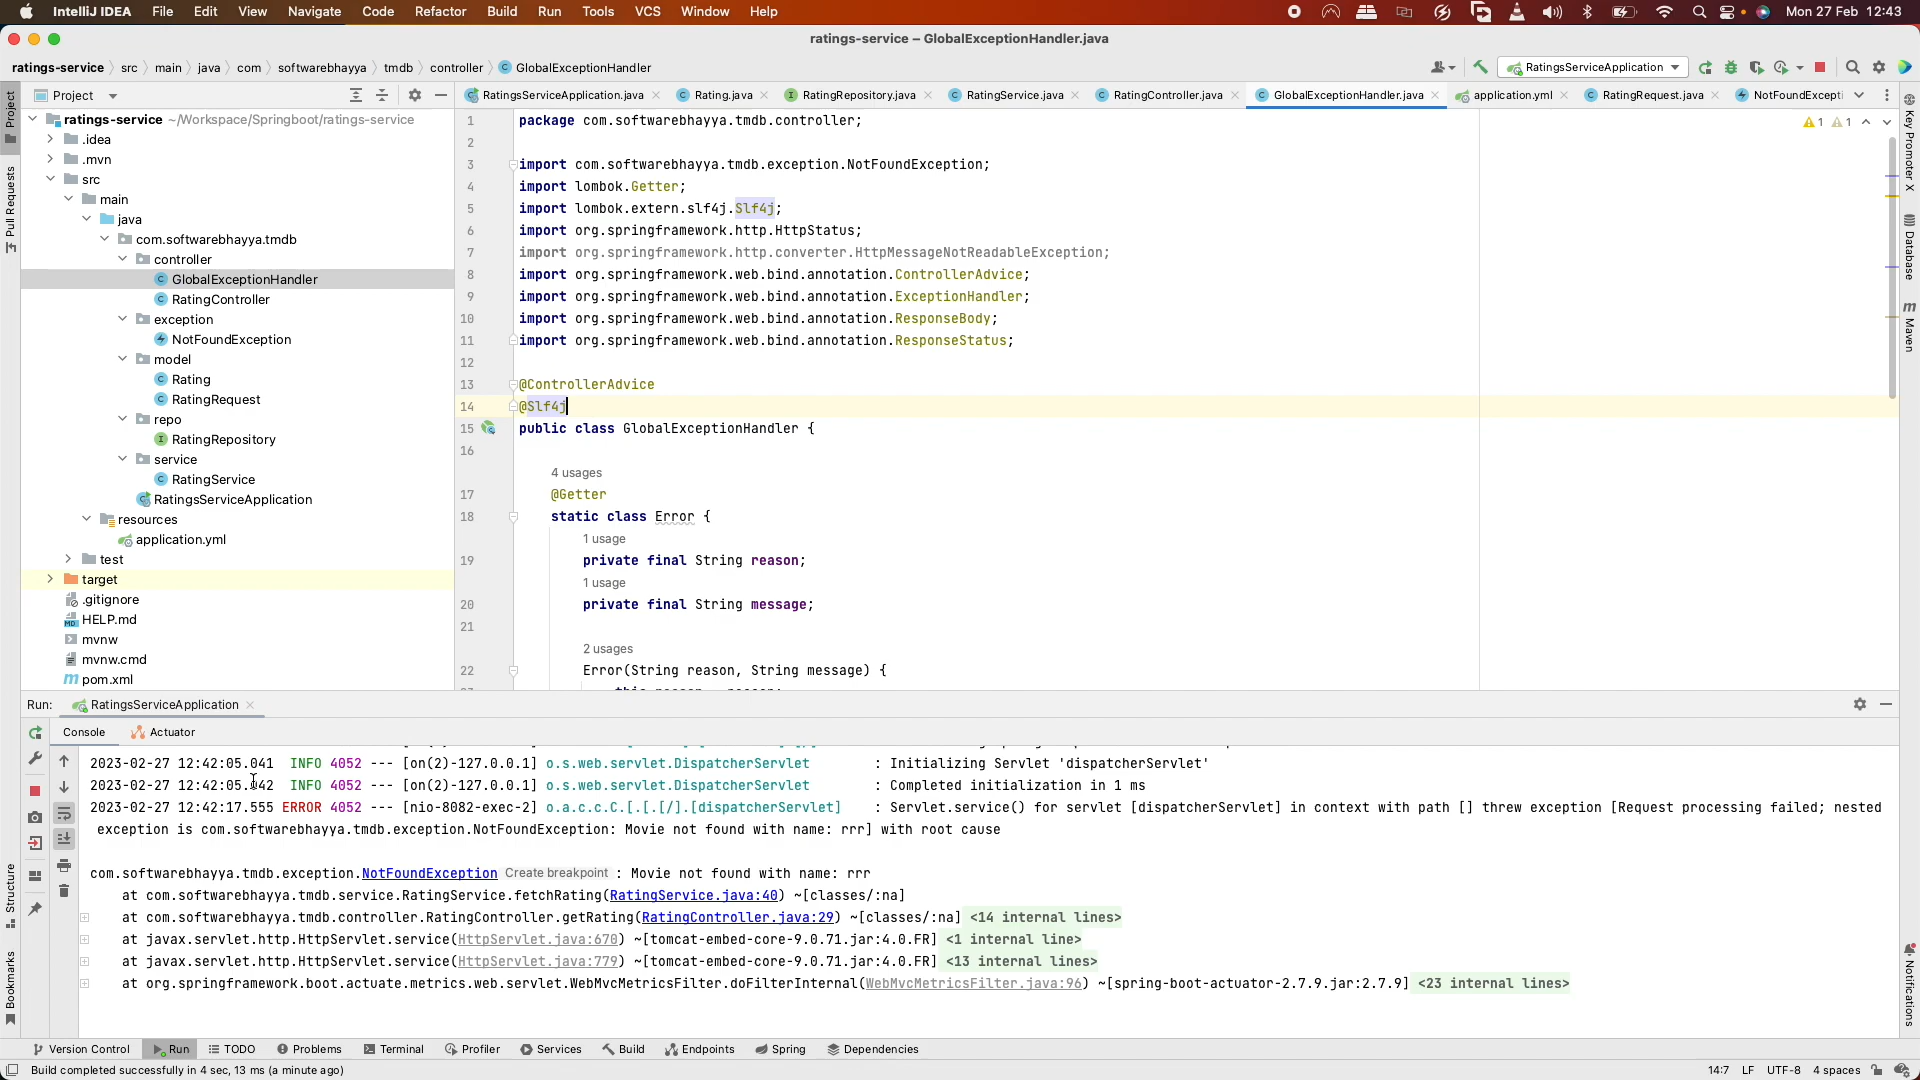 IntelliJ IDEA File Edit View Navigate Code Refactor Build Run Tools VCS Window Help Mon 27 Feb 12:43
ratings-service – GlobalExceptionHandler.java
ratings-service src main java com softwarebhayya tmdb controller GlobalExceptionHandler RatingsServiceApplication
Project
RatingsServiceApplication.java Rating.java RatingRepository.java RatingService.java RatingController.java GlobalExceptionHandler.java application.yml RatingRequest.java NotFoundExcepti
ratings-service ~/Workspace/Springboot/ratings-service
.idea
.mvn
src
main
java
com.softwarebhayya.tmdb
controller
GlobalExceptionHandler
RatingController
exception
NotFoundException
model
Rating
RatingRequest
repo
RatingRepository
service
RatingService
RatingsServiceApplication
resources
application.yml
test
target
.gitignore
HELP.md
mvnw
mvnw.cmd
pom.xml
1 package com.softwarebhayya.tmdb.controller;
1 1
2
3 import com.softwarebhayya.tmdb.exception.NotFoundException;
4 import lombok.Getter;
5 import lombok.extern.slf4j.Slf4j;
6 import org.springframework.http.HttpStatus;
7 import org.springframework.http.converter.HttpMessageNotReadableException;
8 import org.springframework.web.bind.annotation.ControllerAdvice;
9 import org.springframework.web.bind.annotation.ExceptionHandler;
10 import org.springframework.web.bind.annotation.ResponseBody;
11 import org.springframework.web.bind.annotation.ResponseStatus;
12
13 @ControllerAdvice
14 @Slf4j
15 public class GlobalExceptionHandler {
16
4 usages
17 @Getter
18 static class Error {
1 usage
19 private final String reason;
1 usage
20 private final String message;
21
2 usages
22 Error(String reason, String message) {
Project
Pull Requests
Structure
Bookmarks
Key Promoter X
Database
Maven
Notifications
Run: RatingsServiceApplication
Console Actuator
2023-02-27 12:42:05.041 INFO 4052 --- [on(2)-127.0.0.1] o.s.web.servlet.DispatcherServlet : Initializing Servlet 'dispatcherServlet'
2023-02-27 12:42:05.042 INFO 4052 --- [on(2)-127.0.0.1] o.s.web.servlet.DispatcherServlet : Completed initialization in 1 ms
2023-02-27 12:42:17.555 ERROR 4052 --- [nio-8082-exec-2] o.a.c.c.C.[.[.[/].[dispatcherServlet] : Servlet.service() for servlet [dispatcherServlet] in context with path [] threw exception [Request processing failed; nested
exception is com.softwarebhayya.tmdb.exception.NotFoundException: Movie not found with name: rrr] with root cause
com.softwarebhayya.tmdb.exception.NotFoundException Create breakpoint : Movie not found with name: rrr
at com.softwarebhayya.tmdb.service.RatingService.fetchRating(RatingService.java:40) ~[classes/:na]
at com.softwarebhayya.tmdb.controller.RatingController.getRating(RatingController.java:29) ~[classes/:na] <14 internal lines>
at javax.servlet.http.HttpServlet.service(HttpServlet.java:670) ~[tomcat-embed-core-9.0.71.jar:4.0.FR] <1 internal line>
at javax.servlet.http.HttpServlet.service(HttpServlet.java:779) ~[tomcat-embed-core-9.0.71.jar:4.0.FR] <13 internal lines>
at org.springframework.boot.actuate.metrics.web.servlet.WebMvcMetricsFilter.doFilterInternal(WebMvcMetricsFilter.java:96) ~[spring-boot-actuator-2.7.9.jar:2.7.9] <23 internal lines>
Version Control Run TODO Problems Terminal Profiler Services Build Endpoints Spring Dependencies
Build completed successfully in 4 sec, 13 ms (a minute ago) 14:7 LF UTF-8 4 spaces